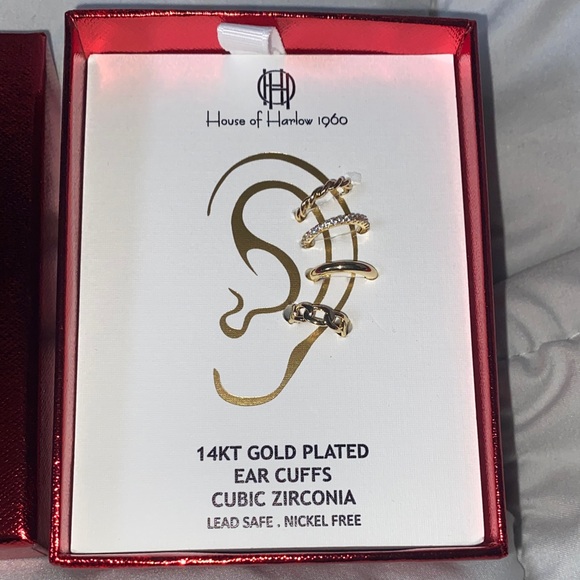 House of Harlow 1960
14KT GOLD PLATED
EAR CUFFS
CUBIC ZIRCONIA
LEAD SAFE . NICKEL FREE